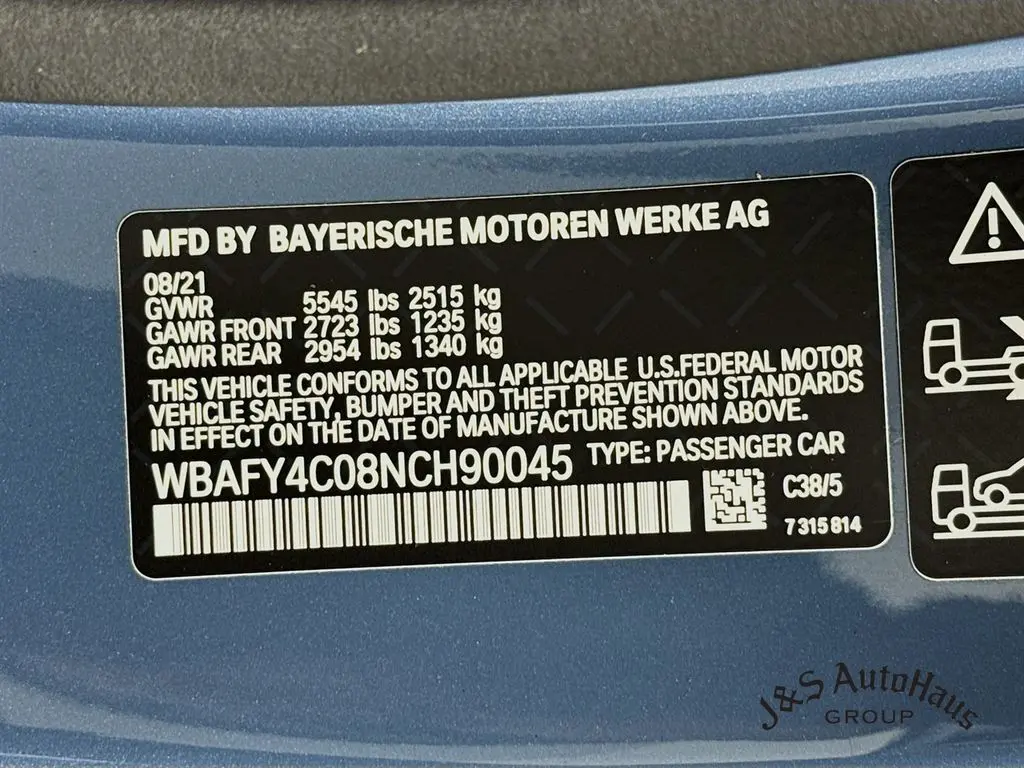 MFD BY BAYERISCHE MOTOREN WERKE AG
08/21
GVWR 5545 lbs 2515 kg
GAWR FRONT 2723 lbs 1235 kg
GAWR REAR 2954 lbs 1340 kg
THIS VEHICLE CONFORMS TO ALL APPLICABLE U.S.FEDERAL MOTOR
VEHICLE SAFETY, BUMPER AND THEFT PREVENTION STANDARDS
IN EFFECT ON THE DATE OF MANUFACTURE SHOWN ABOVE.
WBAFY4C08NCH90045 TYPE: PASSENGER CAR
C38/5
7 315 814
J&S AutoHaus
GROUP